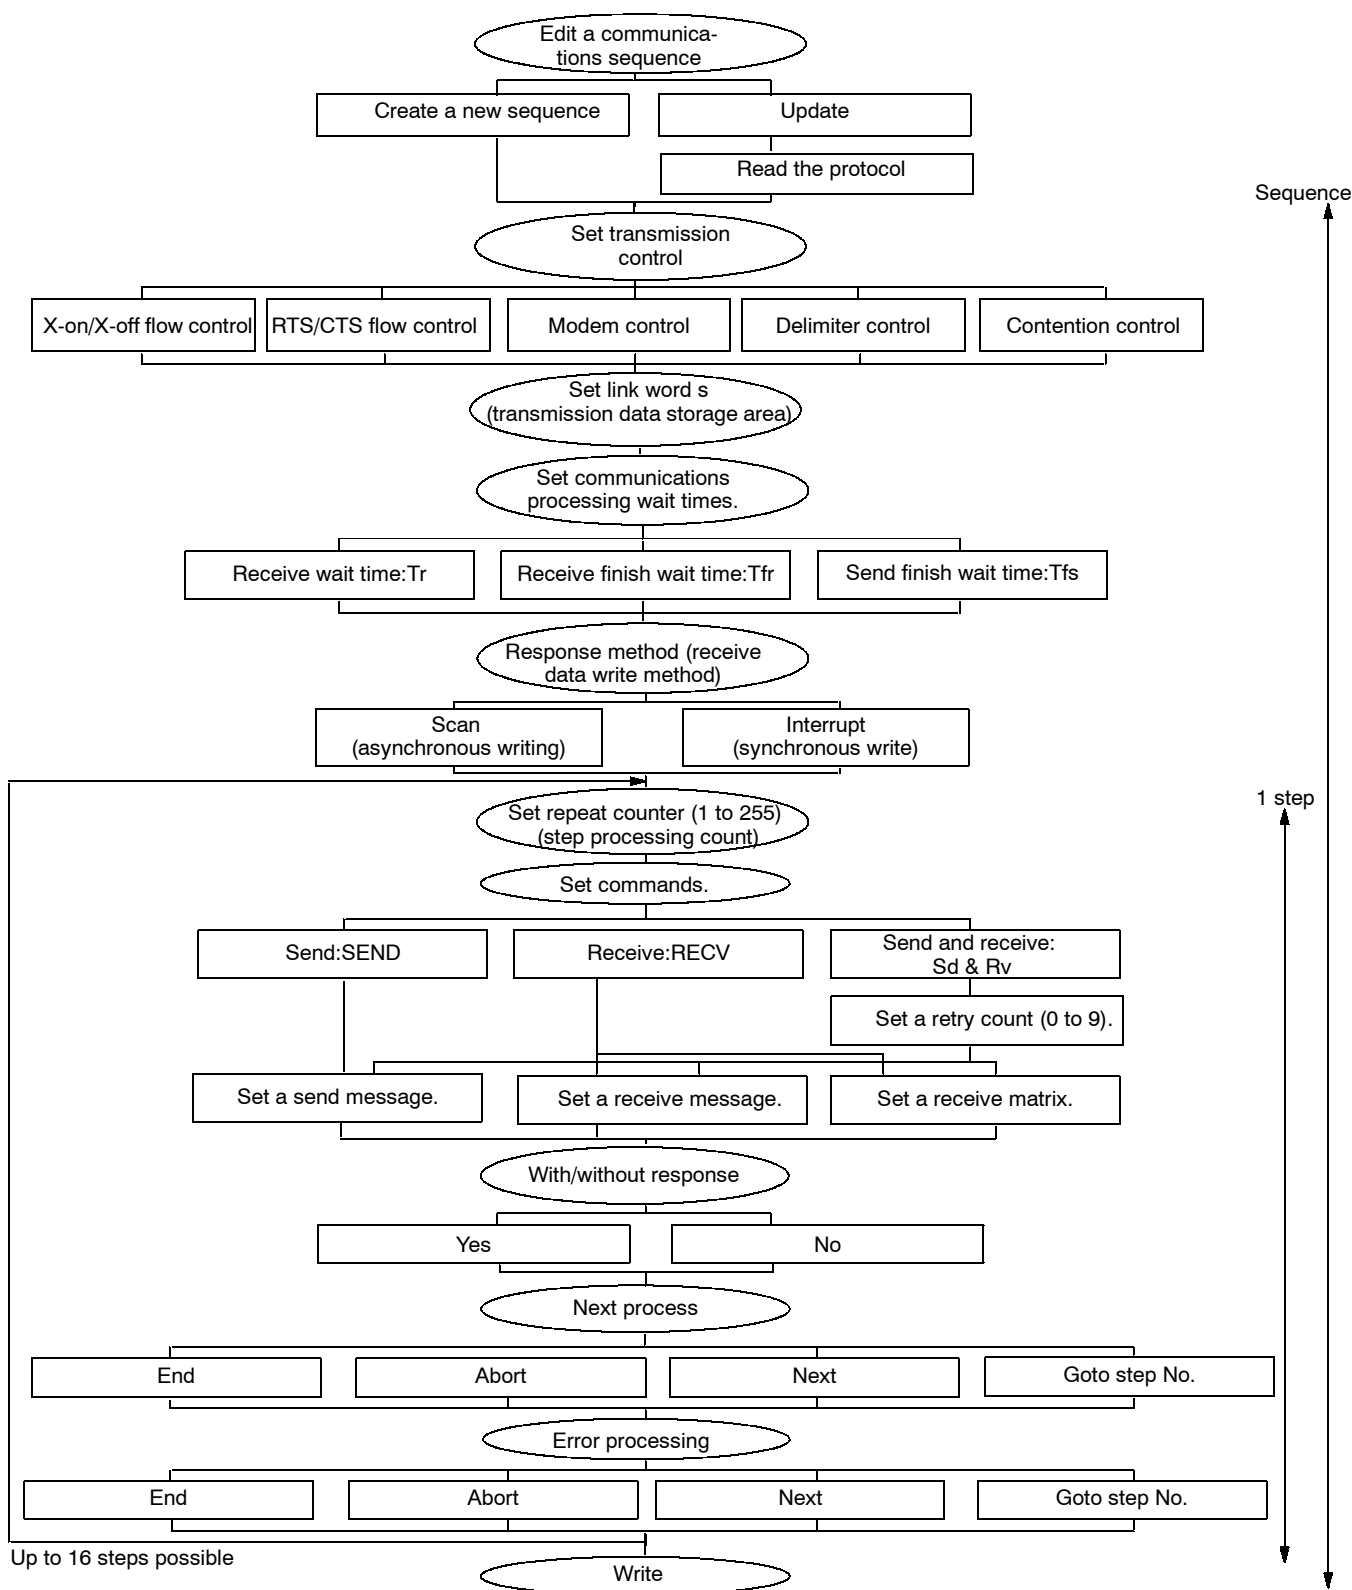 Edit a communica-
tions sequence
Create a new sequence
Update
Read the protocol
Sequence
Set transmission
control
X-on/X-off flow control
RTS/CTS flow control
Modem control
Delimiter control
Contention control
Set link word s
(transmission data storage area)
Set communications
processing wait times.
Receive wait time:Tr
Receive finish wait time:Tfr
Send finish wait time:Tfs
Response method (receive
data write method)
Scan
(asynchronous writing)
Interrupt
(synchronous write)
1 step
Set repeat counter (1 to 255)
(step processing count)
Set commands.
Send:SEND
Receive:RECV
Send and receive:
Sd & Rv
Set a retry count (0 to 9).
Set a send message.
Set a receive message.
Set a receive matrix.
With/without response
Yes
No
Next process
End
Abort
Next
Goto step No.
Error processing
End
Abort
Next
Goto step No.
Up to 16 steps possible
Write